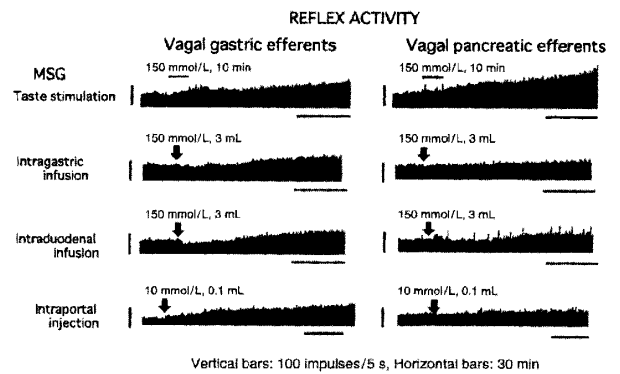 REFLEX ACTIVITY
Vagal gastric efferents
Vagal pancreatic efferents
MSG
Taste stimulation
150 mmol/L, 10 min
150 mmol/L, 10 min
Intragastric
infusion
150 mmol/L, 3 mL
150 mmol/L, 3 mL
Intraduodenal
infusion
150 mmol/L, 3 mL
150 mmol/L, 3 mL
Intraportal
injection
10 mmol/L, 0.1 mL
10 mmol/L, 0.1 mL
Vertical bars: 100 impulses/5 s, Horizontal bars: 30 min